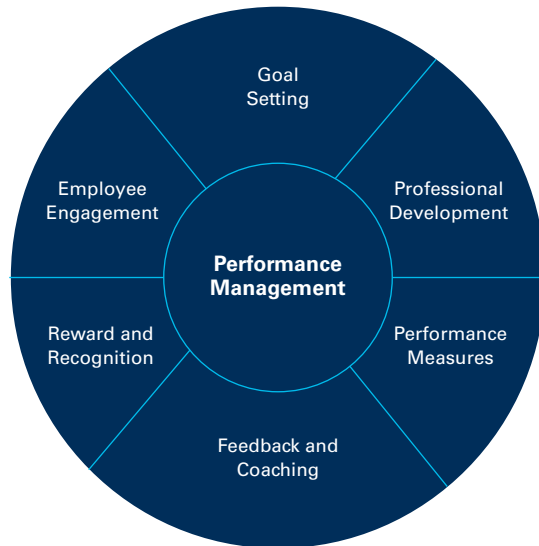 Goal
Setting
Employee
Engagement
Professional
Development
Performance
Management
Reward and
Recognition
Performance
Measures
Feedback and
Coaching